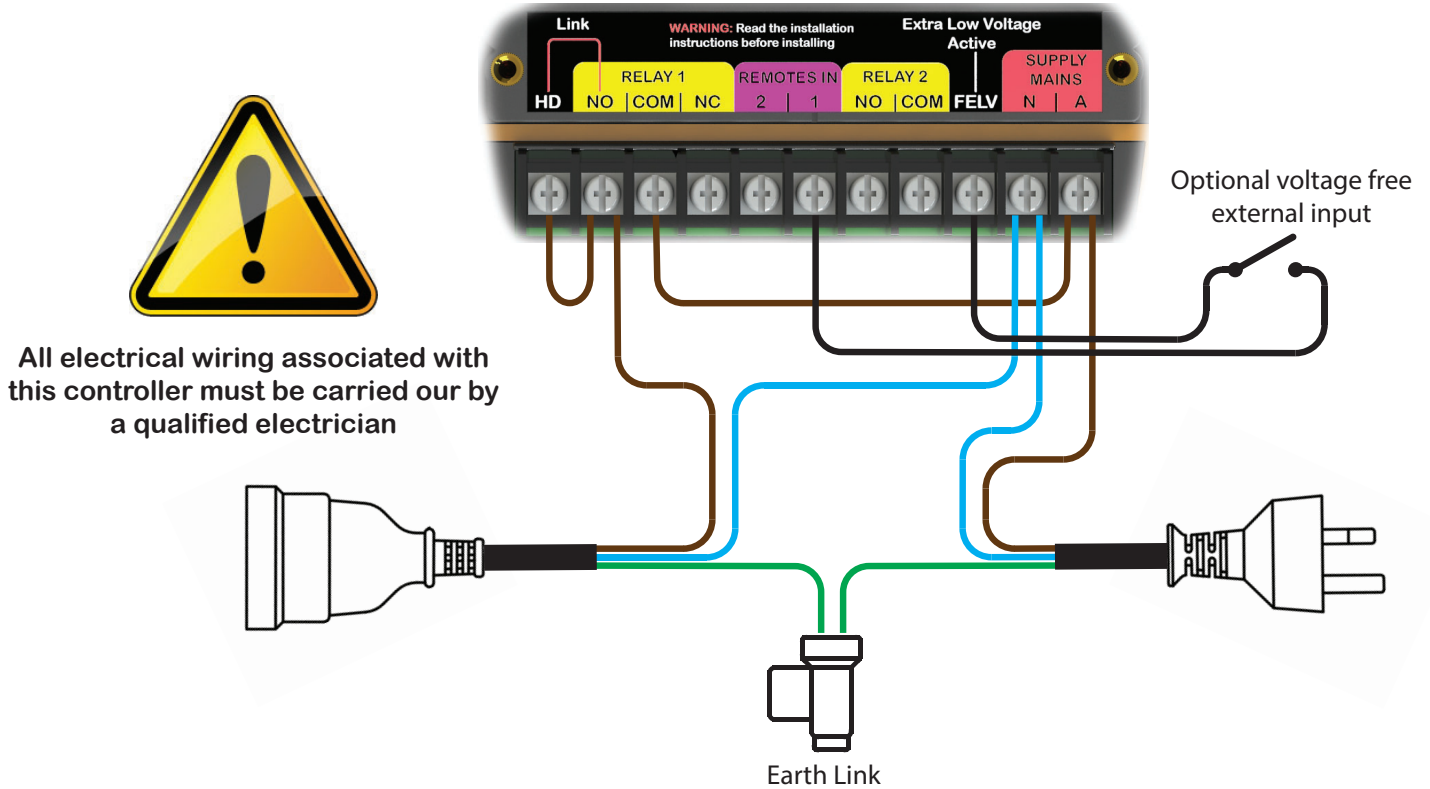 Link
WARNING: Read the installation
instructions before installing
Extra Low Voltage
Active
SUPPLY
MAINS
RELAY 1
REMOTES IN
RELAY 2
HD NO | COM | NC 2 | 1 NO | COM FELV N | A
Optional voltage free
external input
All electrical wiring associated with
this controller must be carried our by
a qualified electrician
Earth Link